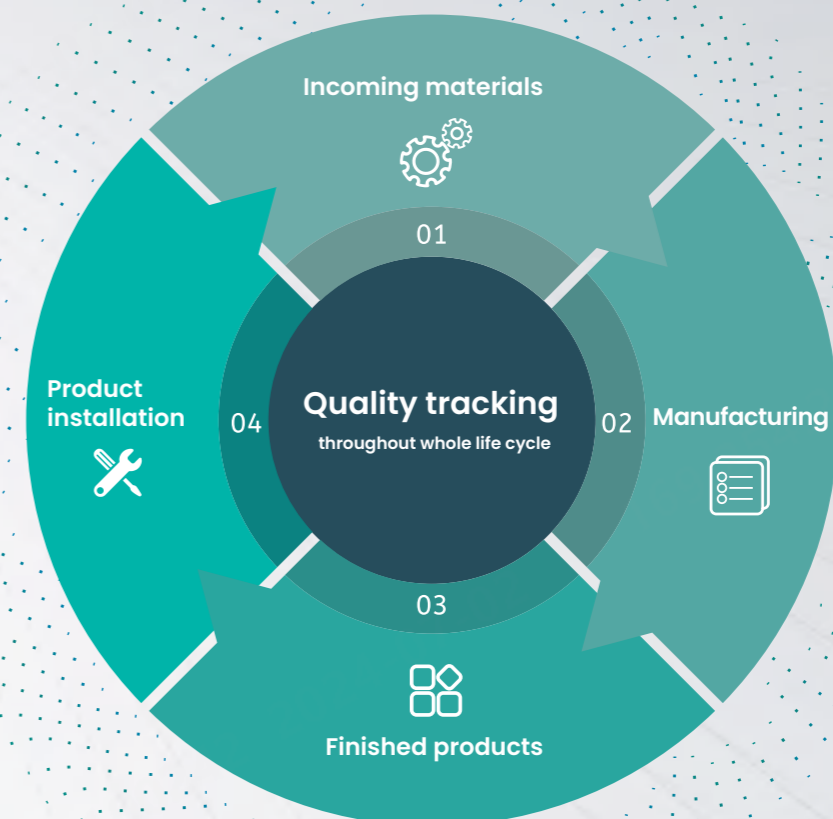 Incoming materials
01
Quality tracking
throughout whole life cycle
02
Manufacturing
03
Finished products
04
Product
installation